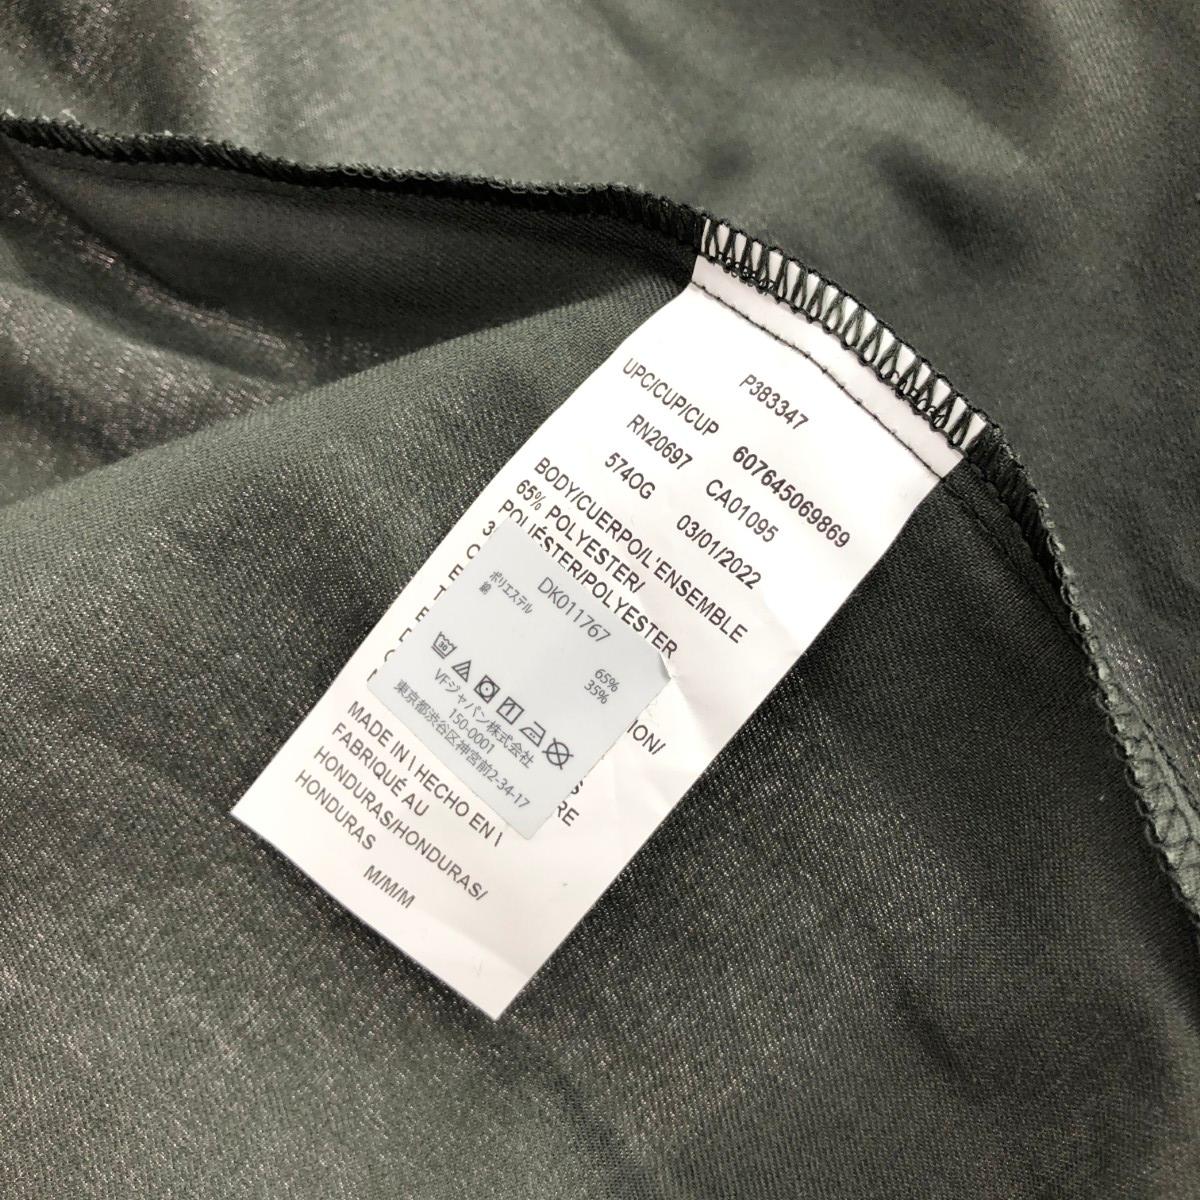 P383347
UPC/CUP/CUP 607645069869
RN20697 CA01095
574OG 03/01/2022
BODY/CUERPO/L'ENSEMBLE
65% POLYESTER/
POLIÉSTER/POLYESTER
DK011767
ポリエステル 65%
綿 35%
30
VFジャパン株式会社
150-0001
東京都渋谷区神宮前2-34-17
MADE IN \ HECHO EN \
FABRIQUÉ AU
HONDURAS/HONDURAS/
HONDURAS
M/M/M